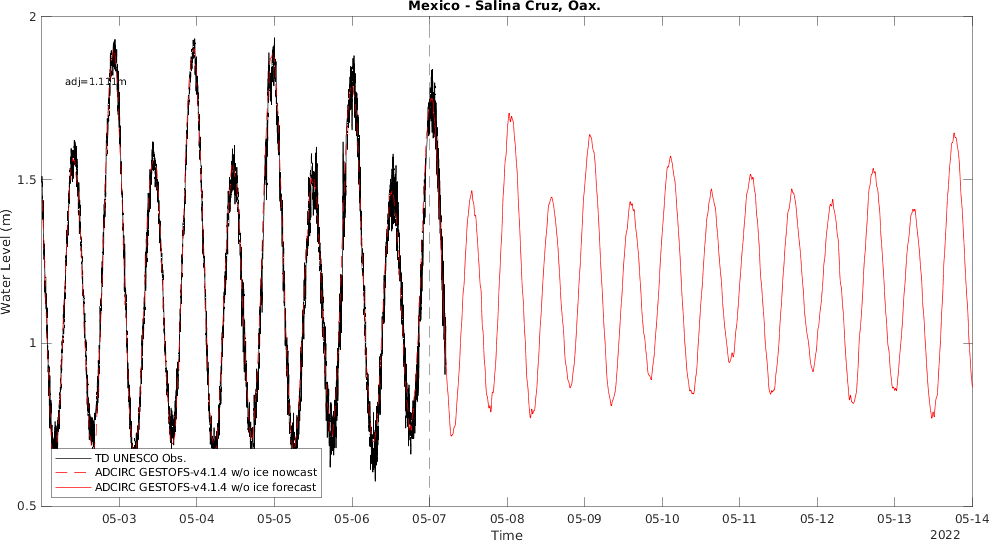 Mexico - Salina Cruz, Oax.
2
adj=1.111m
1.5
Water Level (m)
1
TD UNESCO Obs.
ADCIRC GESTOFS-v4.1.4 w/o ice nowcast
ADCIRC GESTOFS-v4.1.4 w/o ice forecast
0.5
05-03 05-04 05-05 05-06 05-07 05-08 05-09 05-10 05-11 05-12 05-13 05-14
Time
2022